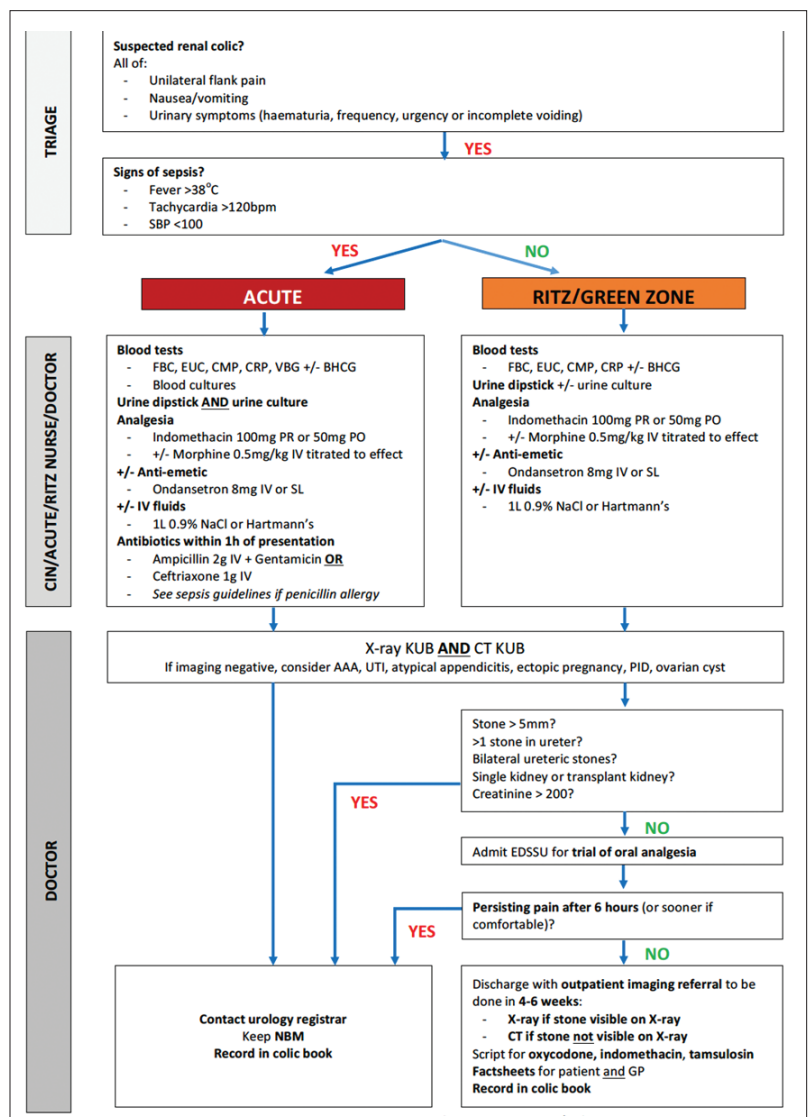 TRIAGE
Suspected renal colic?
All of:
- Unilateral flank pain
- Nausea/vomiting
- Urinary symptoms (haematuria, frequency, urgency or incomplete voiding)
YES
Signs of sepsis?
- Fever >38°C
- Tachycardia >120bpm
- SBP <100
YES
NO
ACUTE
RITZ/GREEN ZONE
CIN/ACUTE/RITZ NURSE/DOCTOR
Blood tests
- FBC, EUC, CMP, CRP, VBG +/- BHCG
- Blood cultures
Urine dipstick AND urine culture
Analgesia
- Indomethacin 100mg PR or 50mg PO
- +/- Morphine 0.5mg/kg IV titrated to effect
+/- Anti-emetic
- Ondansetron 8mg IV or SL
+/- IV fluids
- 1L 0.9% NaCl or Hartmann's
Antibiotics within 1h of presentation
- Ampicillin 2g IV + Gentamicin OR
- Ceftriaxone 1g IV
- See sepsis guidelines if penicillin allergy
Blood tests
- FBC, EUC, CMP, CRP +/- BHCG
Urine dipstick +/- urine culture
Analgesia
- Indomethacin 100mg PR or 50mg PO
- +/- Morphine 0.5mg/kg IV titrated to effect
+/- Anti-emetic
- Ondansetron 8mg IV or SL
+/- IV fluids
- 1L 0.9% NaCl or Hartmann's
DOCTOR
X-ray KUB AND CT KUB
If imaging negative, consider AAA, UTI, atypical appendicitis, ectopic pregnancy, PID, ovarian cyst
Stone > 5mm?
>1 stone in ureter?
Bilateral ureteric stones?
Single kidney or transplant kidney?
Creatinine > 200?
YES
NO
Admit EDSSU for trial of oral analgesia
Persisting pain after 6 hours (or sooner if
comfortable)?
YES
NO
Contact urology registrar
Keep NBM
Record in colic book
Discharge with outpatient imaging referral to be
done in 4-6 weeks:
- X-ray if stone visible on X-ray
- CT if stone not visible on X-ray
Script for oxycodone, indomethacin, tamsulosin
Factsheets for patient and GP
Record in colic book